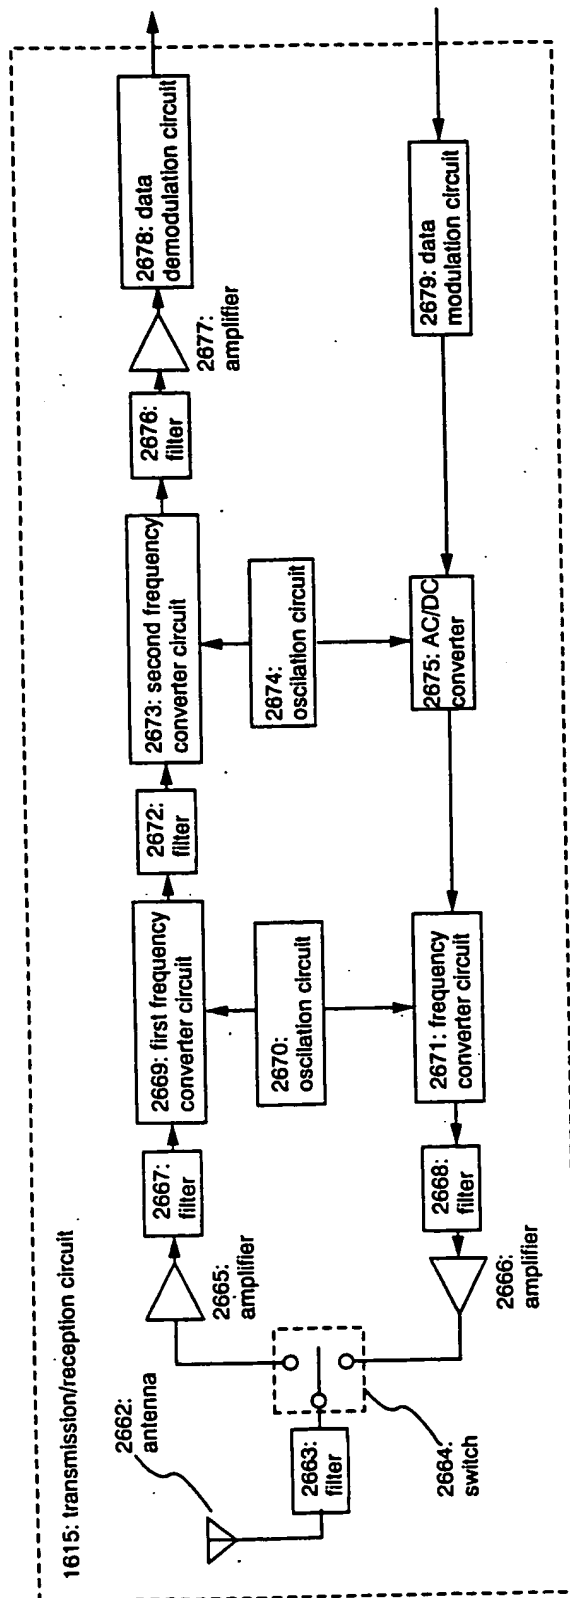 1615: transmission/reception circuit
2662:
antenna
2663:
filter
2664:
switch
2665:
amplifier
2667:
filter
2669: first frequency
converter circuit
2672:
filter
2673: second frequency
converter circuit
2676:
filter
2677:
amplifier
2678: data
demodulation circuit
2670:
oscilation circuit
2674:
oscilation circuit
2666:
amplifier
2668:
filter
2671: frequency
converter circuit
2675: AC/DC
converter
2679: data
modulation circuit